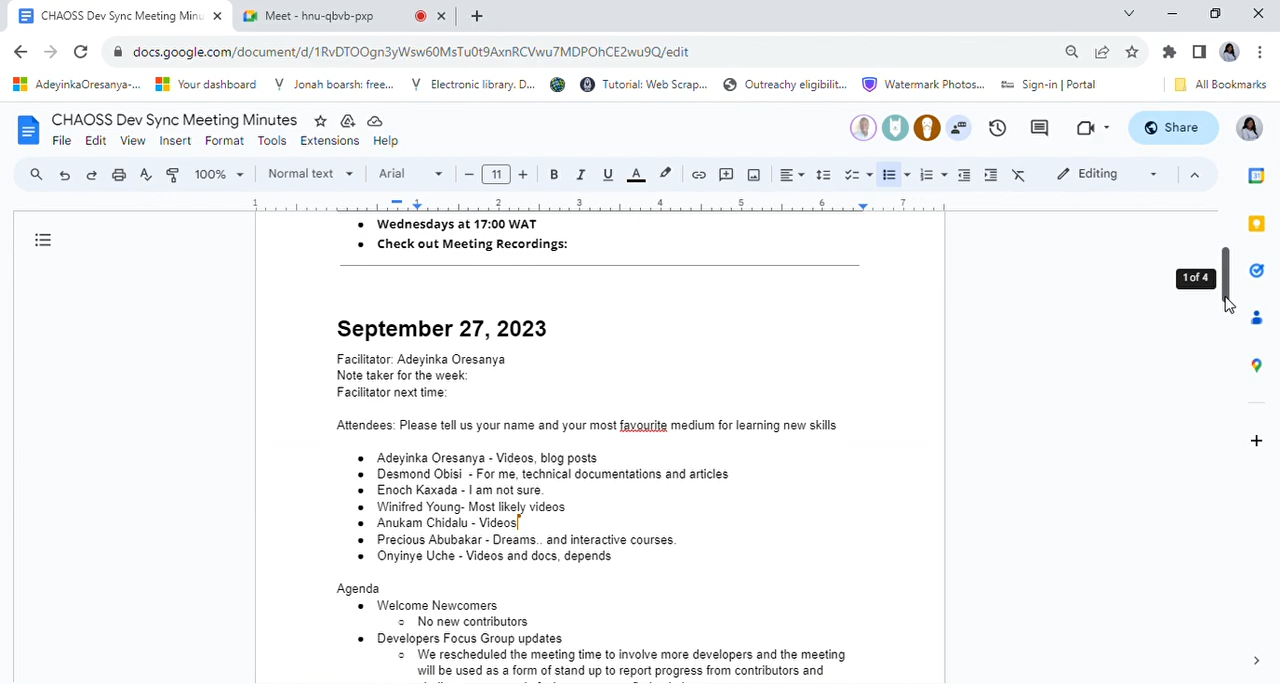 CHAOSS Dev Sync Meeting Minu
Meet - hnu-qbvb-pxp
docs.google.com/document/d/1RvDTOOgn3yWsw60MsTu0t9AxnRCVwu7MDPOhCE2wu9Q/edit
AdeyinkaOresanya-...
Your dashboard
Jonah boarsh: free...
Electronic library. D...
Tutorial: Web Scrap...
Outreachy eligibilit...
Watermark Photos...
Sign-in | Portal
All Bookmarks
CHAOSS Dev Sync Meeting Minutes
Share
File Edit View Insert Format Tools Extensions Help
100% Normal text Arial 11 B I U A Editing
1 1 2 3 4 5 6 7
• Wednesdays at 17:00 WAT
• Check out Meeting Recordings:
1 of 4
September 27, 2023
Facilitator: Adeyinka Oresanya
Note taker for the week:
Facilitator next time:
Attendees: Please tell us your name and your most favourite medium for learning new skills
• Adeyinka Oresanya - Videos, blog posts
• Desmond Obisi - For me, technical documentations and articles
• Enoch Kaxada - I am not sure.
• Winifred Young- Most likely videos
• Anukam Chidalu - Videos
• Precious Abubakar - Dreams.. and interactive courses.
• Onyinye Uche - Videos and docs, depends
Agenda
• Welcome Newcomers
○ No new contributors
• Developers Focus Group updates
○ We rescheduled the meeting time to involve more developers and the meeting
will be used as a form of stand up to report progress from contributors and